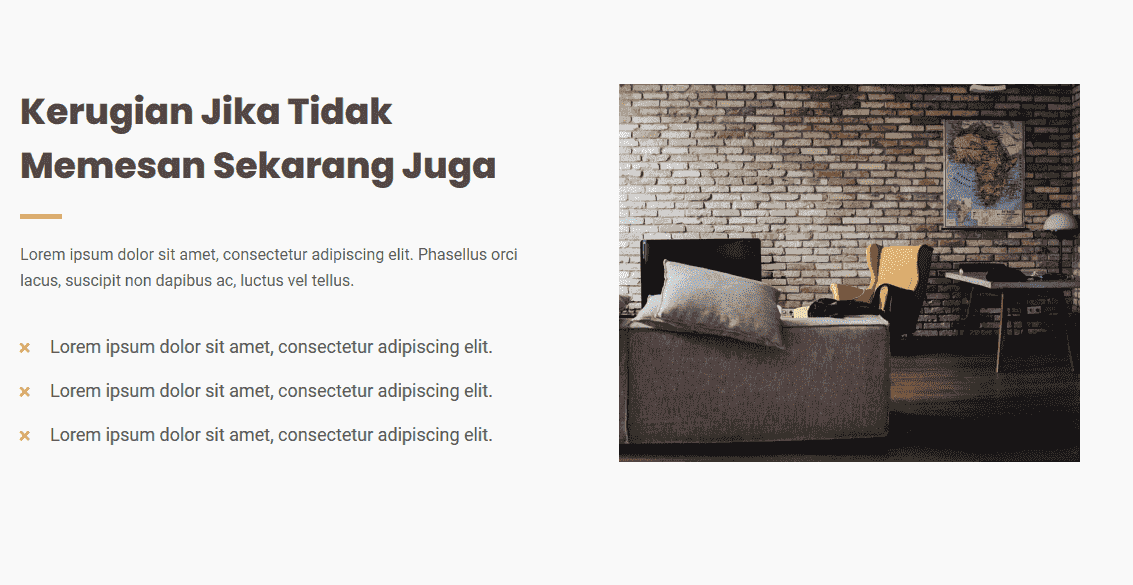 Kerugian Jika Tidak
Memesan Sekarang Juga
Lorem ipsum dolor sit amet, consectetur adipiscing elit. Phasellus orci
lacus, suscipit non dapibus ac, luctus vel tellus.
Lorem ipsum dolor sit amet, consectetur adipiscing elit.
Lorem ipsum dolor sit amet, consectetur adipiscing elit.
Lorem ipsum dolor sit amet, consectetur adipiscing elit.